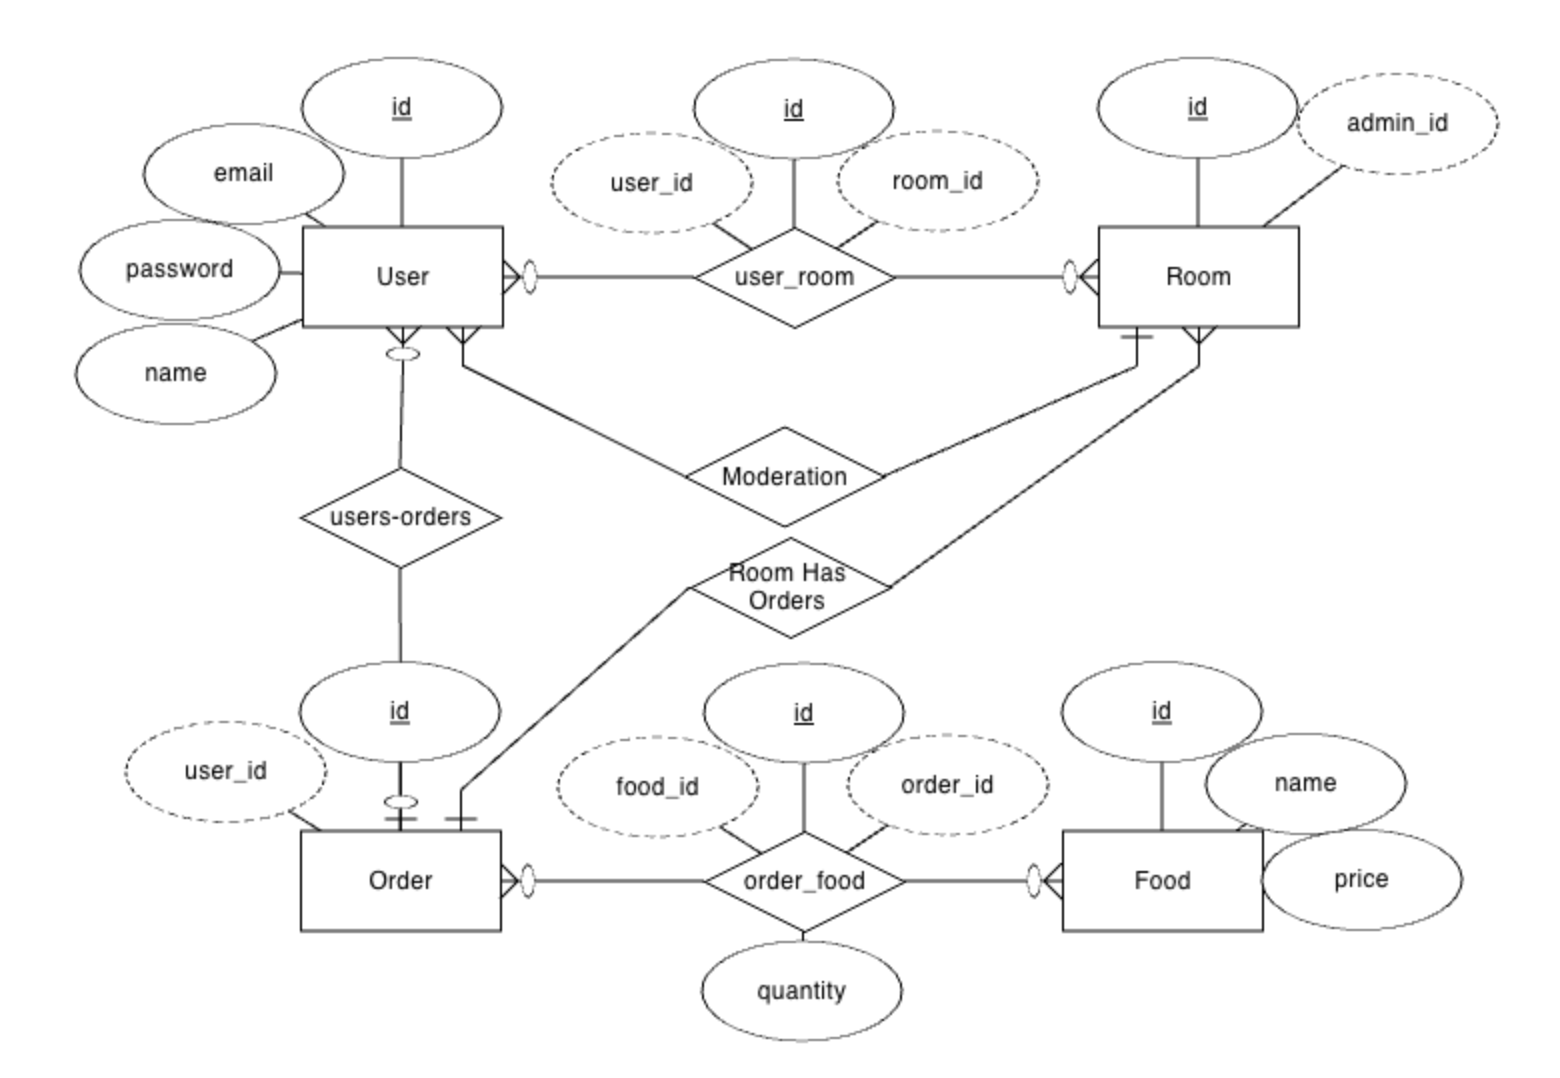 id
id
id
admin_id
email
user_id
room_id
password
User
user_room
Room
name
Moderation
users-orders
Room Has
Orders
id
id
id
user_id
food_id
order_id
name
Order
order_food
Food
price
quantity